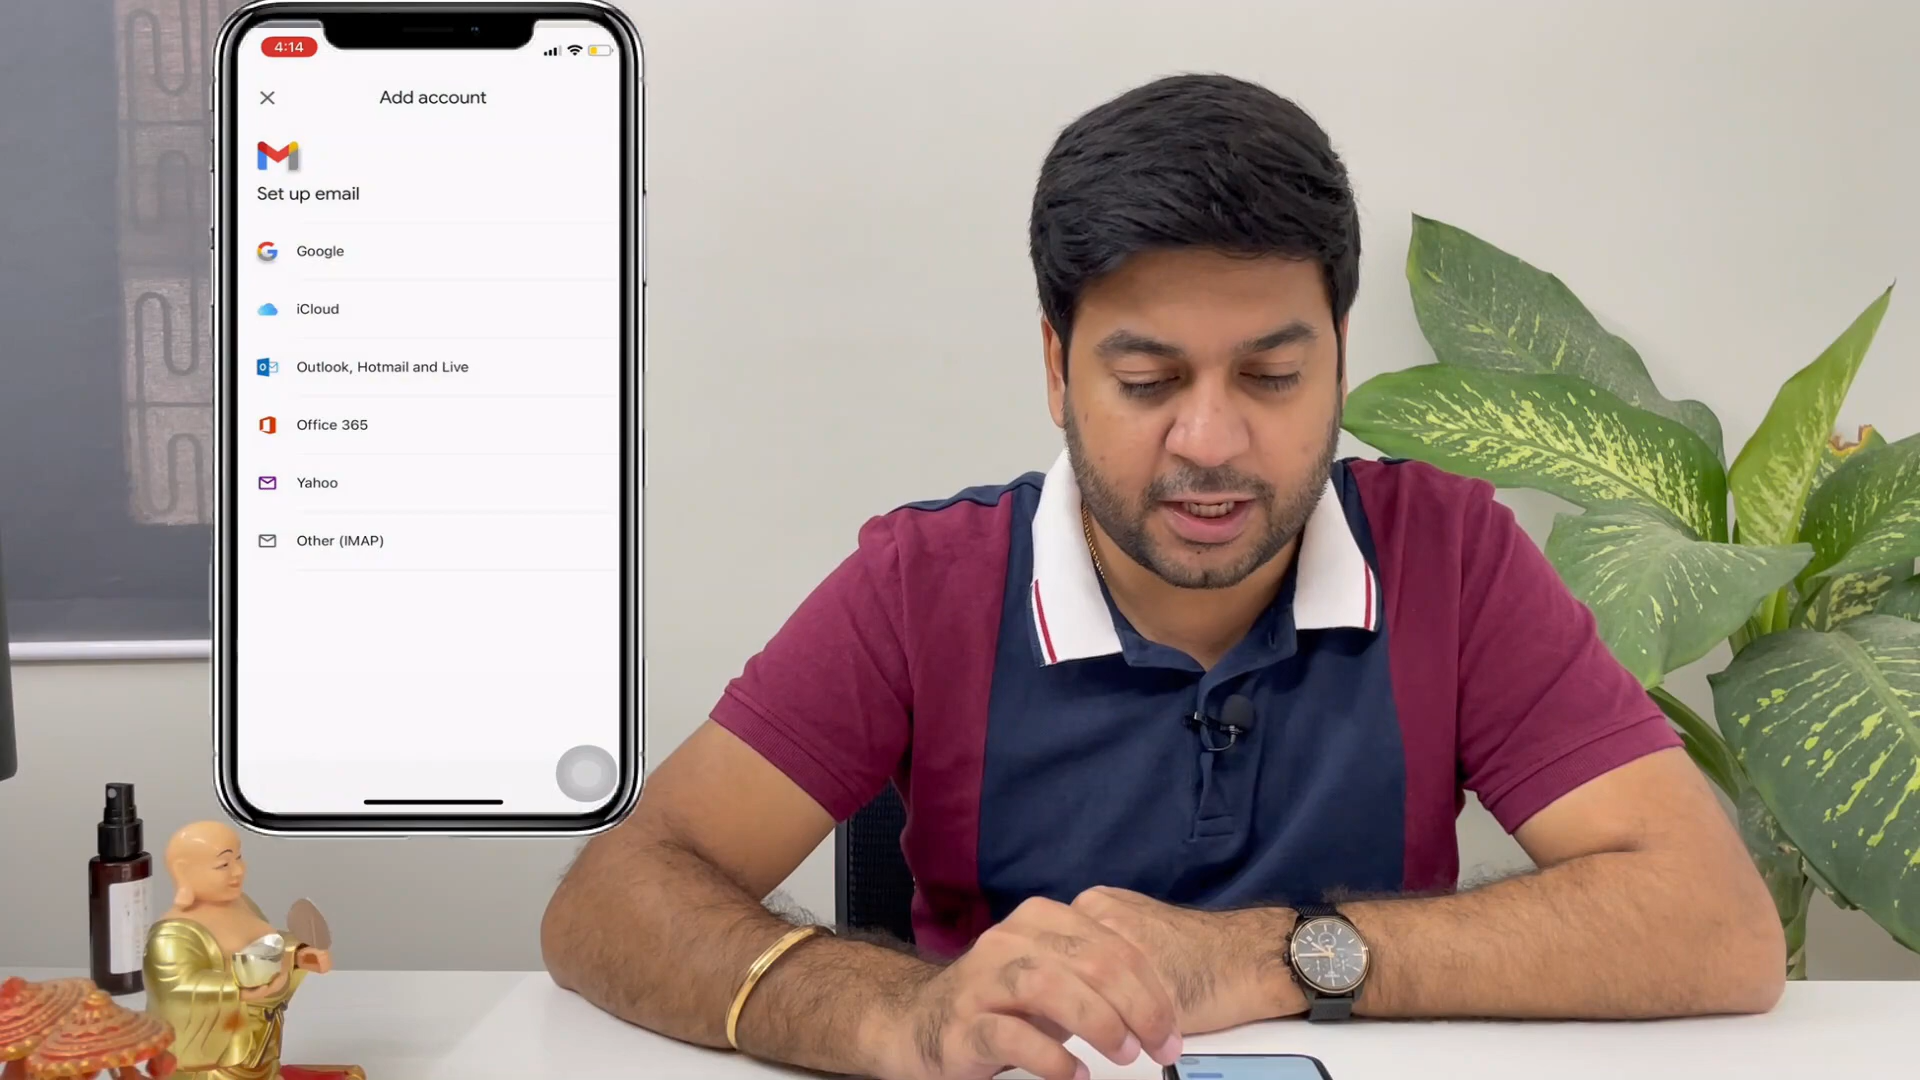 4:14
Add account
Set up email
Google
iCloud
Outlook, Hotmail and Live
Office 365
Yahoo
Other (IMAP)